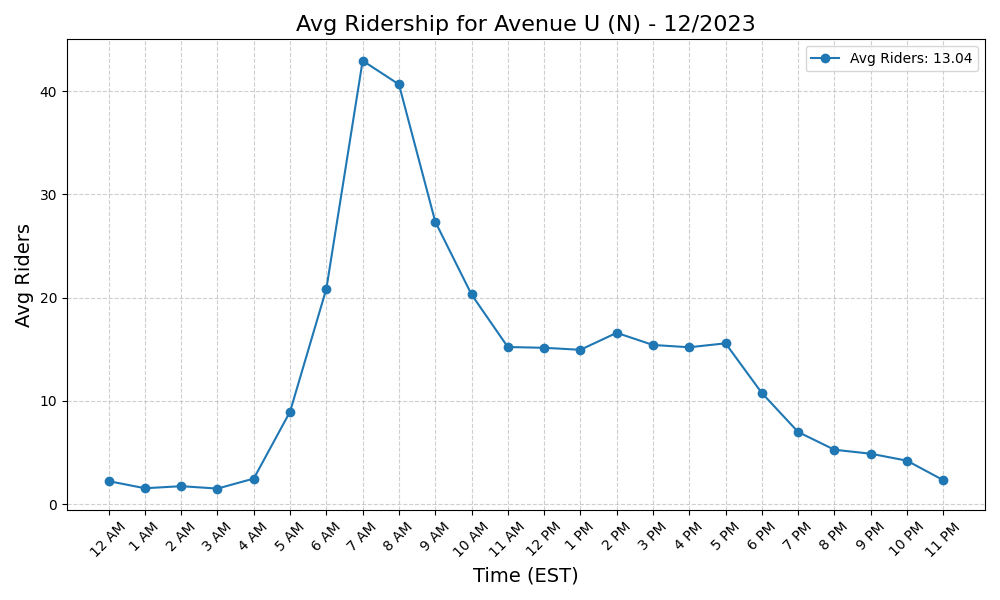 Avg Ridership for Avenue U (N) - 12/2023
Avg Riders: 13.04
Avg Riders
40
30
20
10
0
12 AM
1 AM
2 AM
3 AM
4 AM
5 AM
6 AM
7 AM
8 AM
9 AM
10 AM
11 AM
12 PM
1 PM
2 PM
3 PM
4 PM
5 PM
6 PM
7 PM
8 PM
9 PM
10 PM
11 PM
Time (EST)